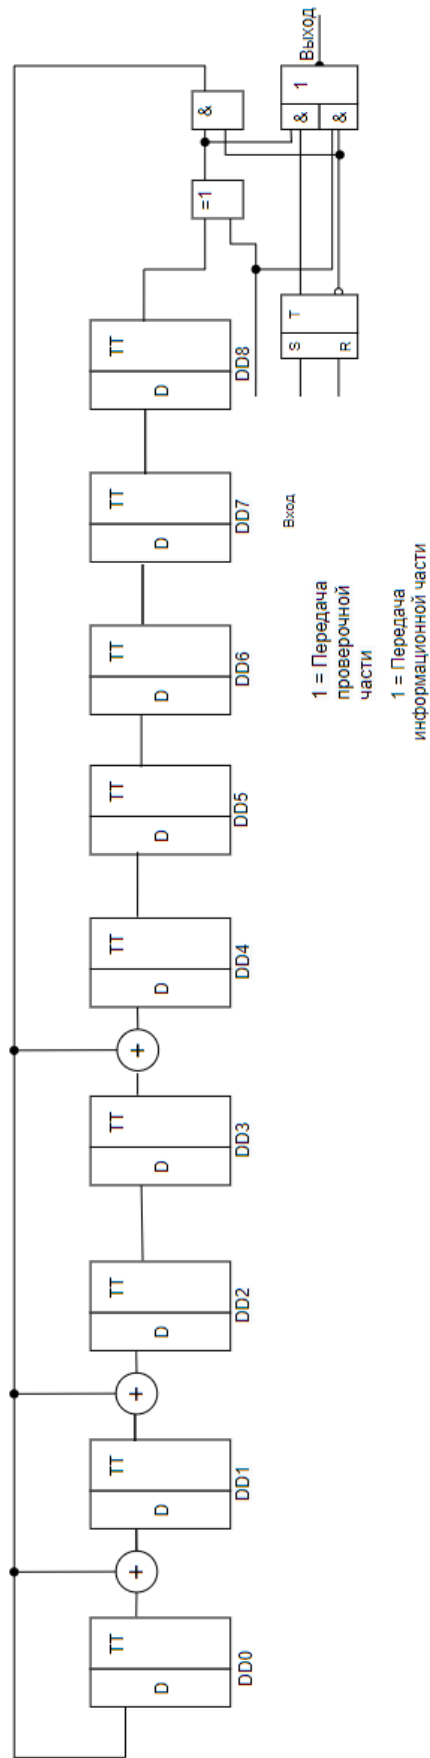 Выход
1
&
&
&
=1
T
S
R
TT
D
DD8
TT
D
DD7
Вход
TT
D
DD6
1 = Передача
проверочной
части
1 = Передача
информационной части
TT
D
DD5
TT
D
DD4
+
TT
D
DD3
TT
D
DD2
+
TT
D
DD1
+
TT
D
DD0